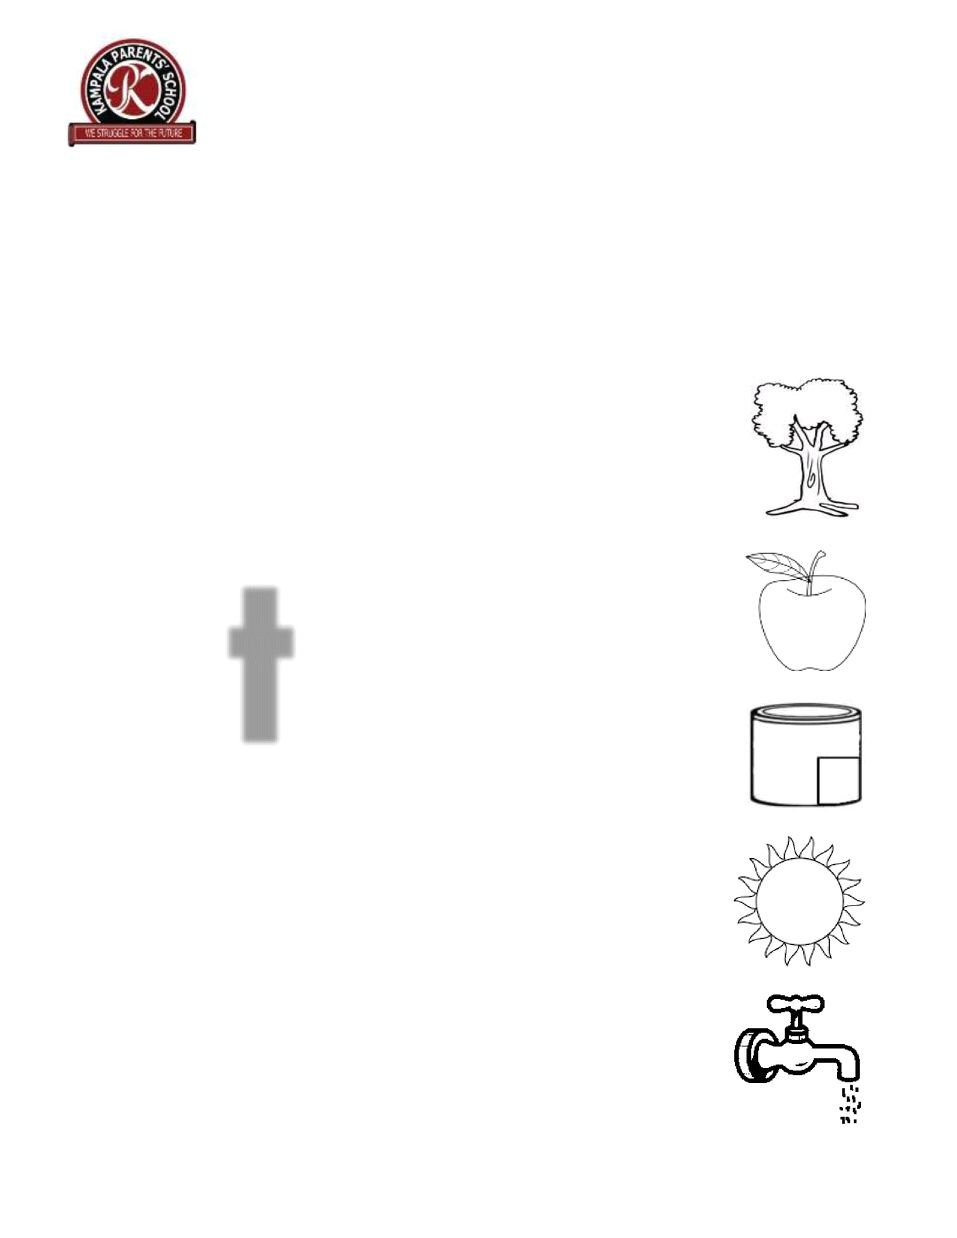 KAMPALA PARENTS' SCHOOL
K
WE STRUGGLE FOR THE FUTURE
t